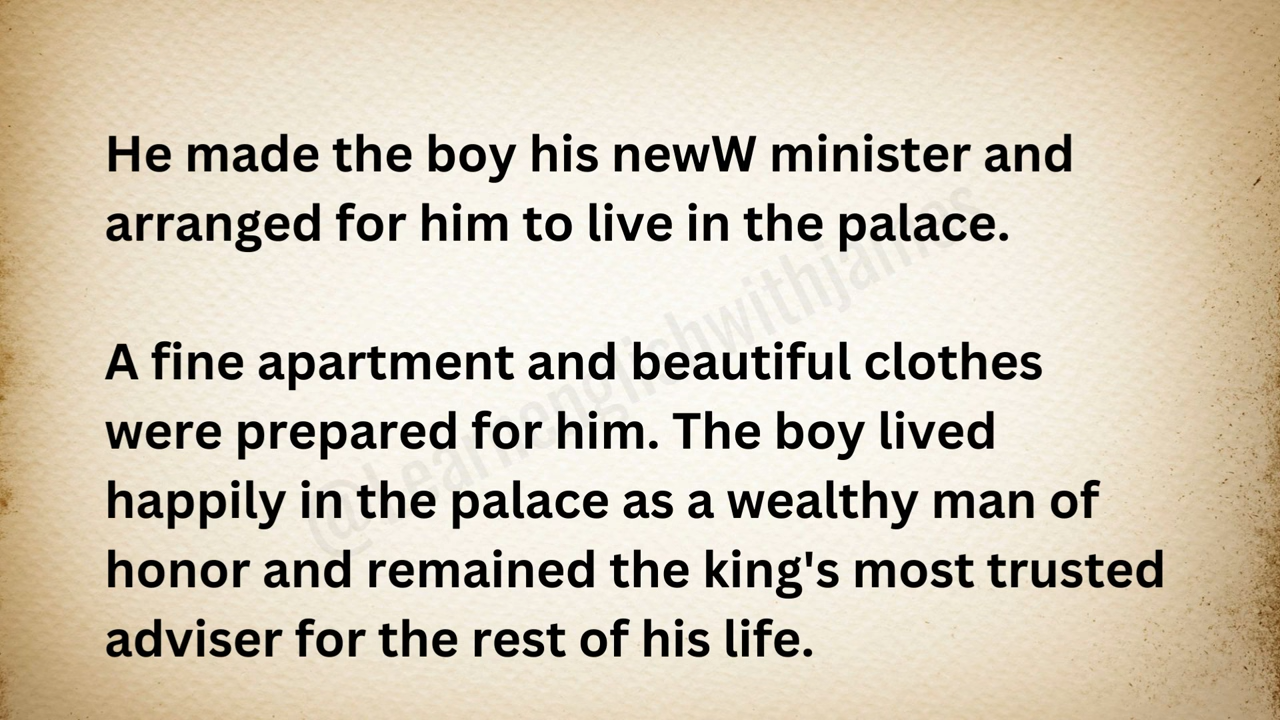 He made the boy his newW minister and
arranged for him to live in the palace.
A fine apartment and beautiful clothes
were prepared for him. The boy lived
happily in the palace as a wealthy man of
honor and remained the king's most trusted
adviser for the rest of his life.
@Learnenglishwithjames